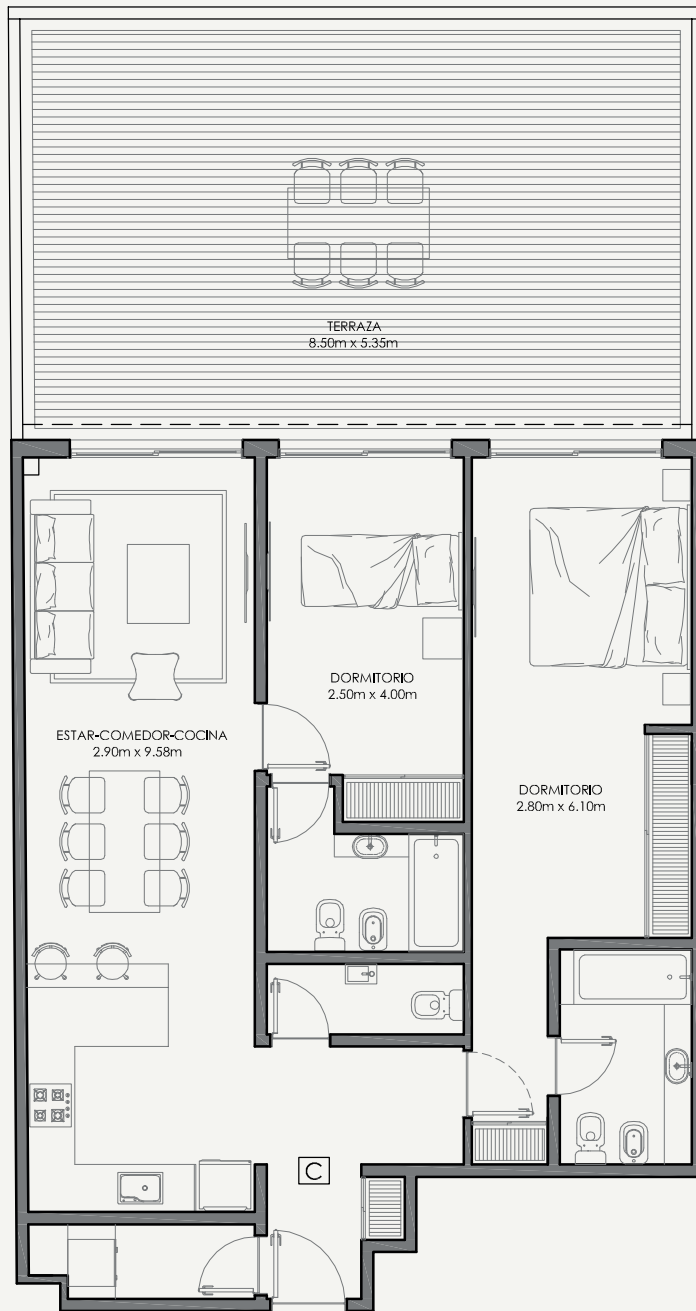 TERRAZA
8.50m x 5.35m
DORMITORIO
2.50m x 4.00m
ESTAR-COMEDOR-COCINA
2.90m x 9.58m
DORMITORIO
2.80m x 6.10m
C